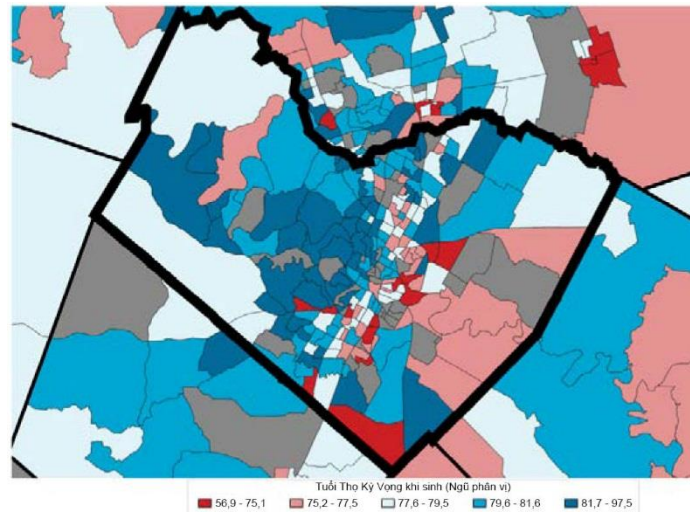 Tuổi Thọ Kỳ Vọng khi sinh (Ngũ phân vị)
56,9 - 75,1 75,2 - 77,5 77,6 - 79,5 79,6 - 81,6 81,7 - 97,5